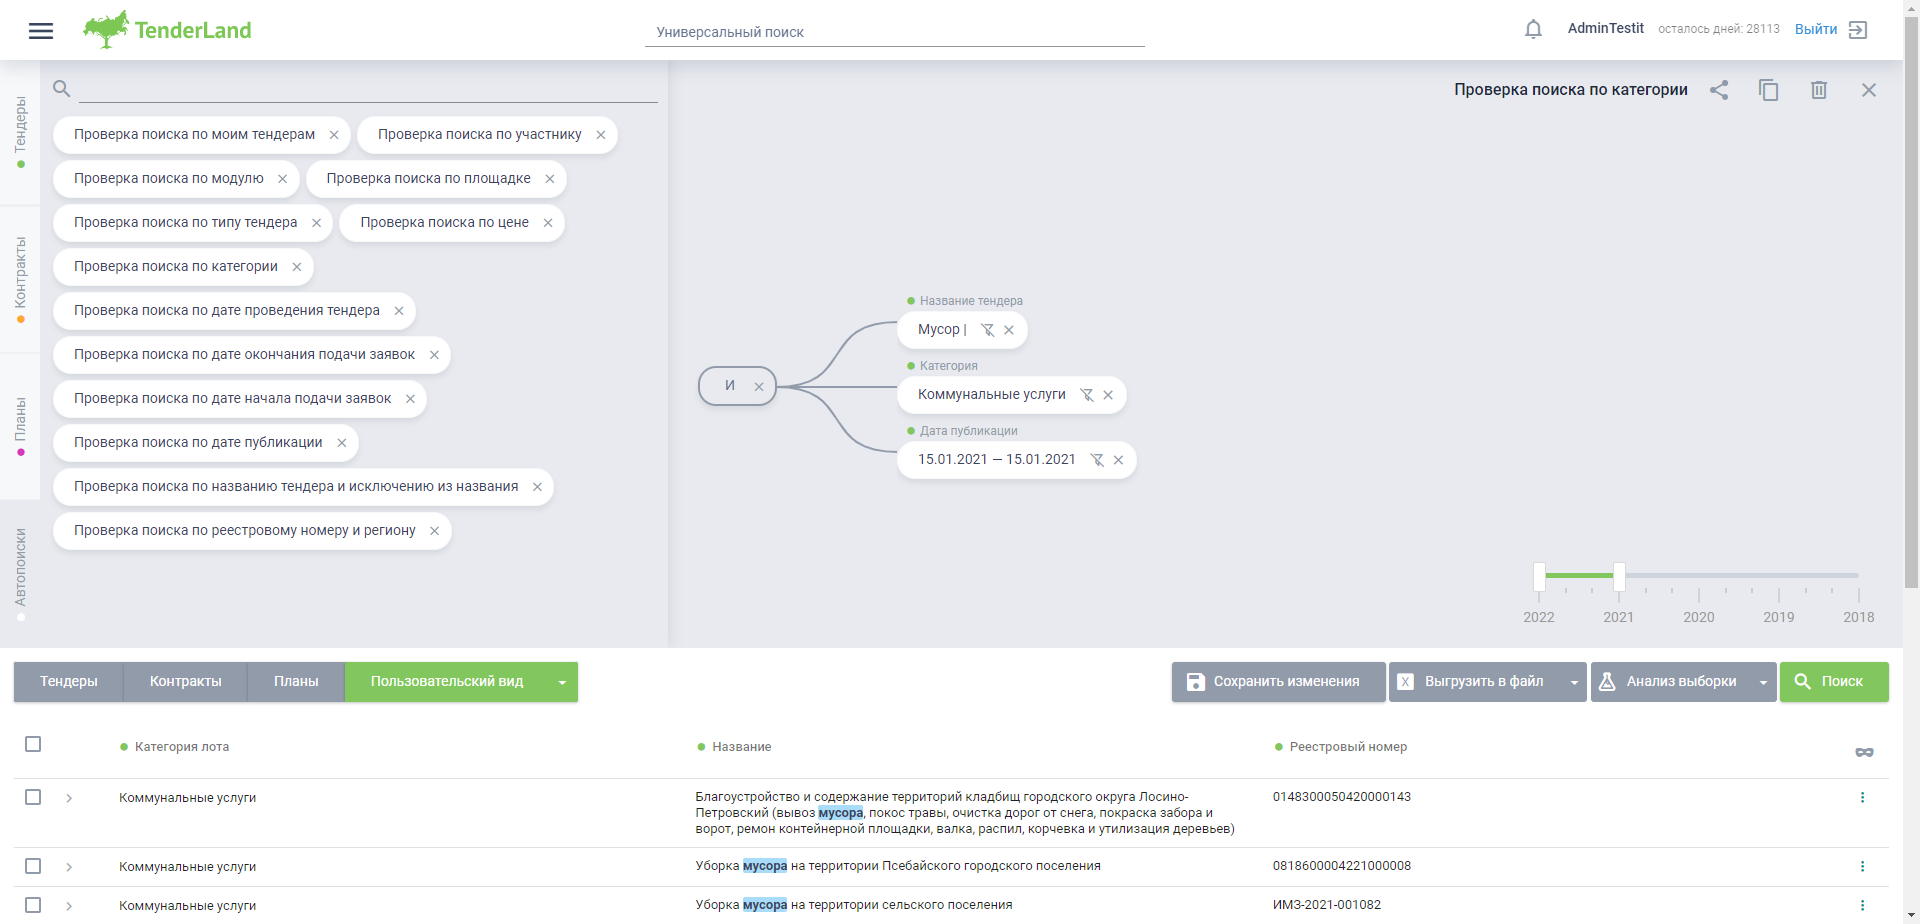 TenderLand
Универсальный поиск
AdminTestit
осталось дней: 28113
Выйти
Тендеры
Контракты
Планы
Автопоиски
Проверка поиска по моим тендерам
Проверка поиска по участнику
Проверка поиска по модулю
Проверка поиска по площадке
Проверка поиска по типу тендера
Проверка поиска по цене
Проверка поиска по категории
Проверка поиска по дате проведения тендера
Проверка поиска по дате окончания подачи заявок
Проверка поиска по дате начала подачи заявок
Проверка поиска по дате публикации
Проверка поиска по названию тендера и исключению из названия
Проверка поиска по реестровому номеру и региону
Проверка поиска по категории
Название тендера
Мусор |
И
Категория
Коммунальные услуги
Дата публикации
15.01.2021 — 15.01.2021
2022 2021 2020 2019 2018
Тендеры
Контракты
Планы
Пользовательский вид
Сохранить изменения
X Выгрузить в файл
Анализ выборки
Поиск
Категория лота
Название
Реестровый номер
Коммунальные услуги
Благоустройство и содержание территорий кладбищ городского округа Лосино-
Петровский (вывоз мусора, покос травы, очистка дорог от снега, покраска забора и
ворот, ремон контейнерной площадки, валка, распил, корчевка и утилизация деревьев)
0148300050420000143
Коммунальные услуги
Уборка мусора на территории Псебайского городского поселения
0818600004221000008
Коммунальные услуги
Уборка мусора на территории сельского поселения
ИМЗ-2021-001082